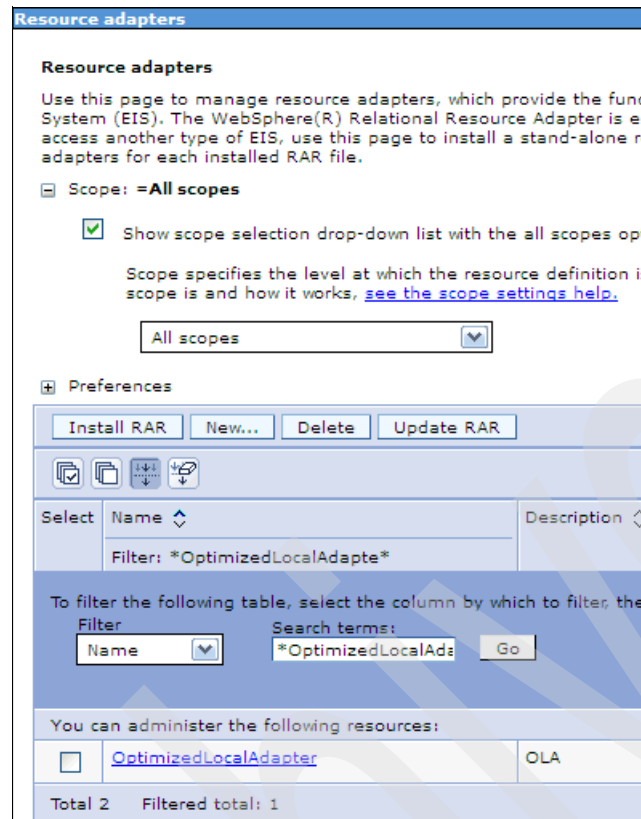 Resource adapters
Resource adapters
Use this page to manage resource adapters, which provide the
System (EIS). The WebSphere(R) Relational Resource Adapter is
access another type of EIS, use this page to install a stand-alone
adapters for each installed RAR file.
Scope: =All scopes
Show scope selection drop-down list with the all scopes
Scope specifies the level at which the resource definition
scope is and how it works, see the scope settings help.
All scopes
Preferences
Install RAR New... Delete Update RAR
Select Name Description
Filter: *OptimizedLocalAdapte*
To filter the following table, select the column by which to filter, the
Filter Search terms:
Name *OptimizedLocalAda Go
You can administer the following resources:
OptimizedLocalAdapter OLA
Total 2 Filtered total: 1